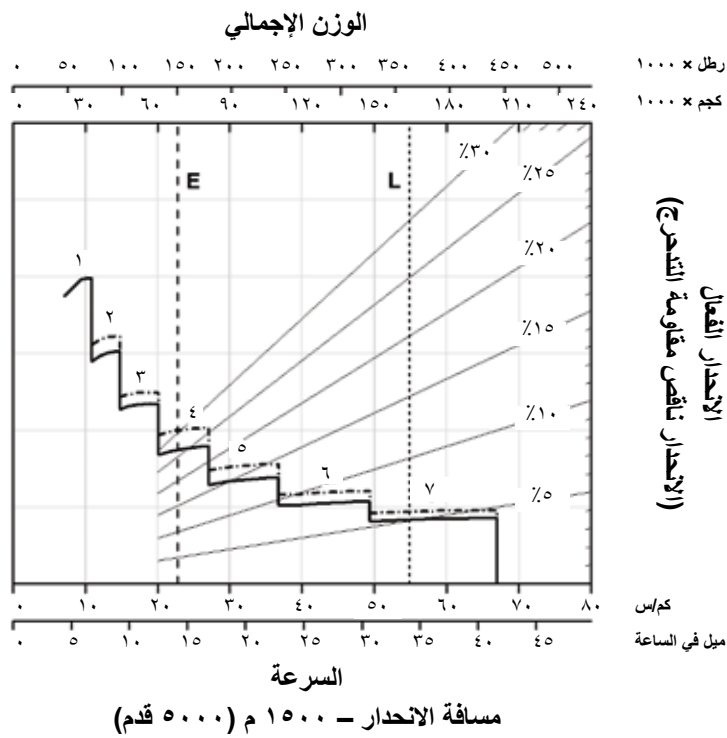 الوزن الإجمالي
٠ ٥٠ ١٠٠ ١٥٠ ٢٠٠ ٢٥٠ ٣٠٠ ٣٥٠ ٤٠٠ ٤٥٠ ٥٠٠ رطل × ١٠٠٠
٠ ٣٠ ٦٠ ٩٠ ١٢٠ ١٥٠ ١٨٠ ٢١٠ ٢٤٠ كجم × ١٠٠٠
E
L
٪٣٠
٪٢٥
٪٢٠
٪١٥
٪١٠
٪٥
١
٢
٣
٤
٥
٦
٧
الانحدار الفعال
(الانحدار ناقص مقاومة التدحرج)
٠ ١٠ ٢٠ ٣٠ ٤٠ ٥٠ ٦٠ ٧٠ ٨٠ كم/س
٠ ٥ ١٠ ١٥ ٢٠ ٢٥ ٣٠ ٣٥ ٤٠ ٤٥ ميل في الساعة
السرعة
مسافة الانحدار – ١٥٠٠ م (٥٠٠٠ قدم)